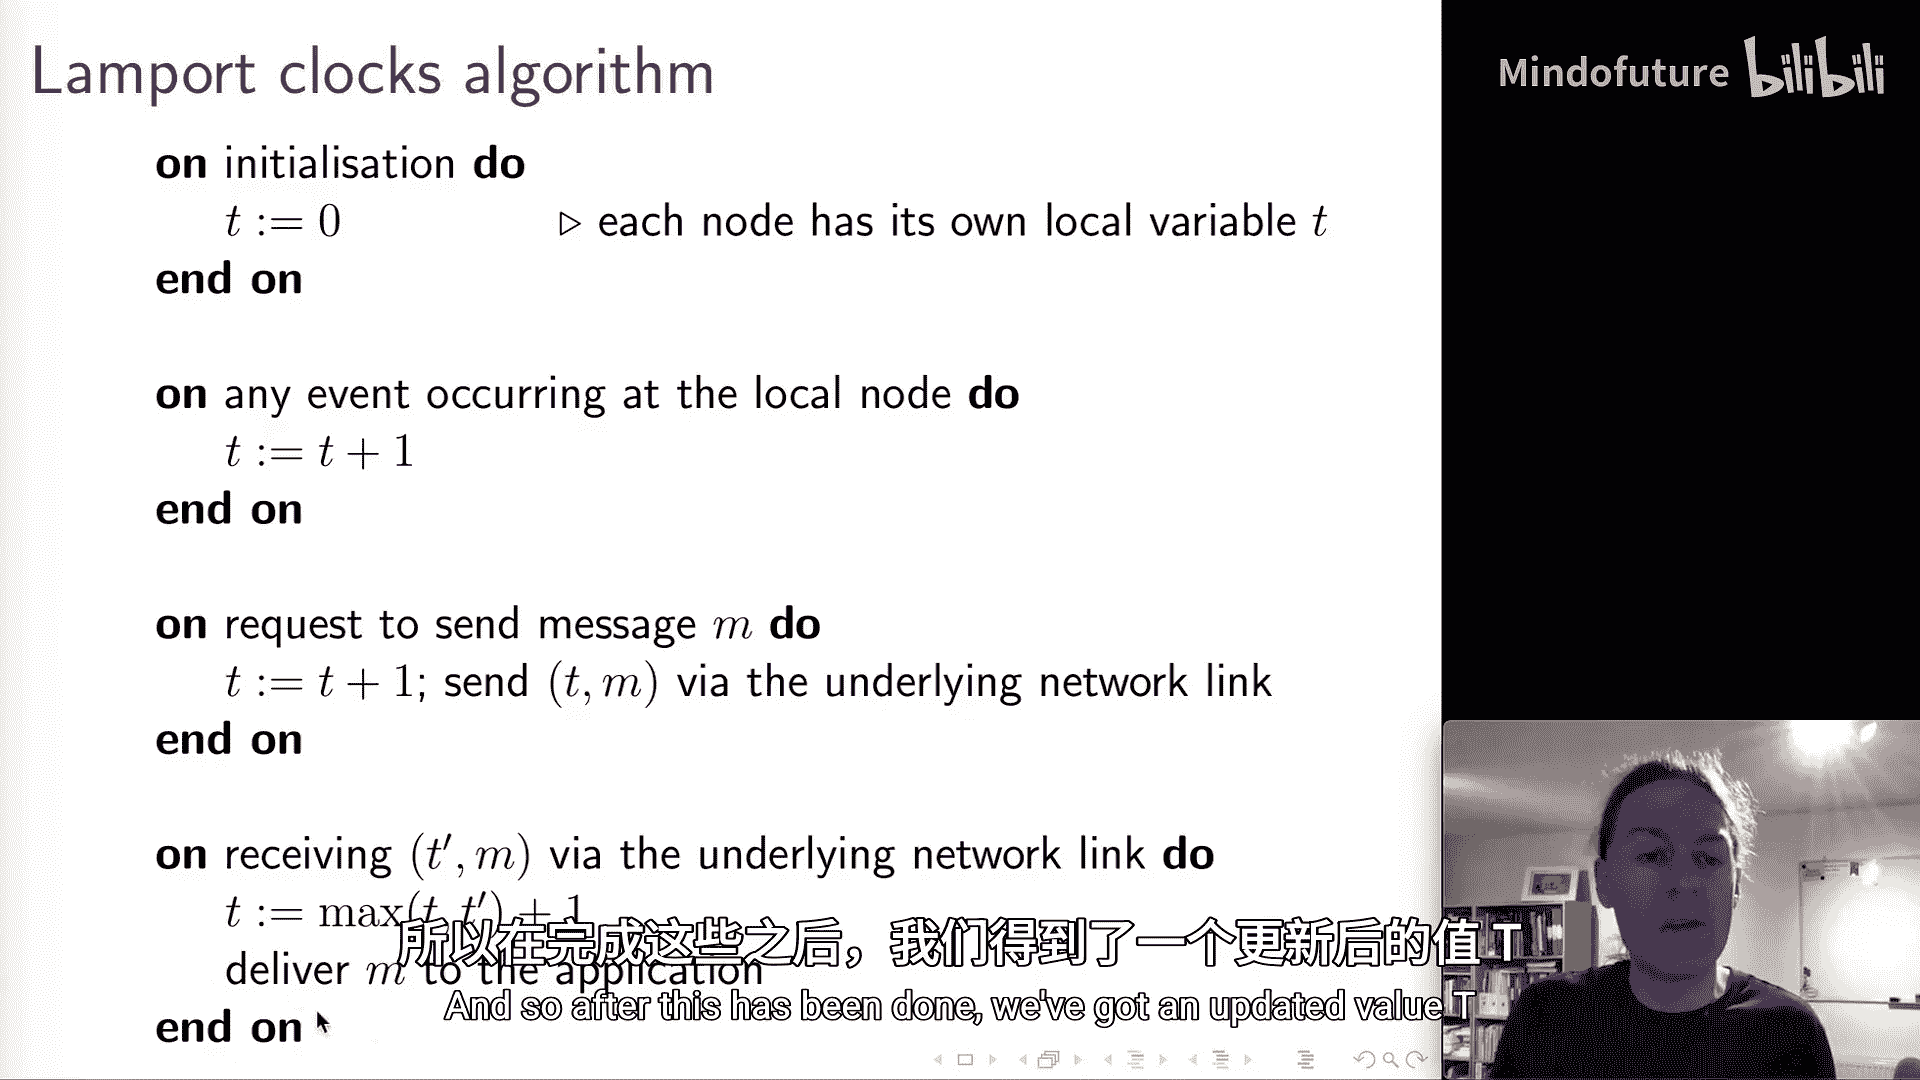 Lamport clocks algorithm
Mindofuture bilibili
on initialisation do
t := 0 ▷ each node has its own local variable t
end on
on any event occurring at the local node do
t := t + 1
end on
on request to send message m do
t := t + 1; send (t, m) via the underlying network link
end on
on receiving (t′, m) via the underlying network link do
t := max(t, t′) + 1
deliver m to the application
end on
所以在完成这些之后，我们得到了一个更新后的值 T
And so after this has been done, we've got an updated value T